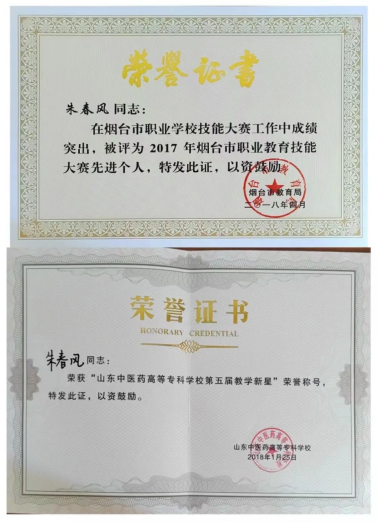 荣誉证书
朱春风同志：
在烟台市职业学校技能大赛工作中成绩
突出，被评为2017年烟台市职业教育技能
大赛先进个人，特发此证，以资鼓励。
烟台市教育局
二〇一八年四月
荣誉证书
HONORARY CREDENTIAL
朱春风同志：
荣获“山东中医药高等专科学校第五届教学新星”荣誉称号，
特发此证，以资鼓励。
山东中医药高等专科学校
2018年1月25日